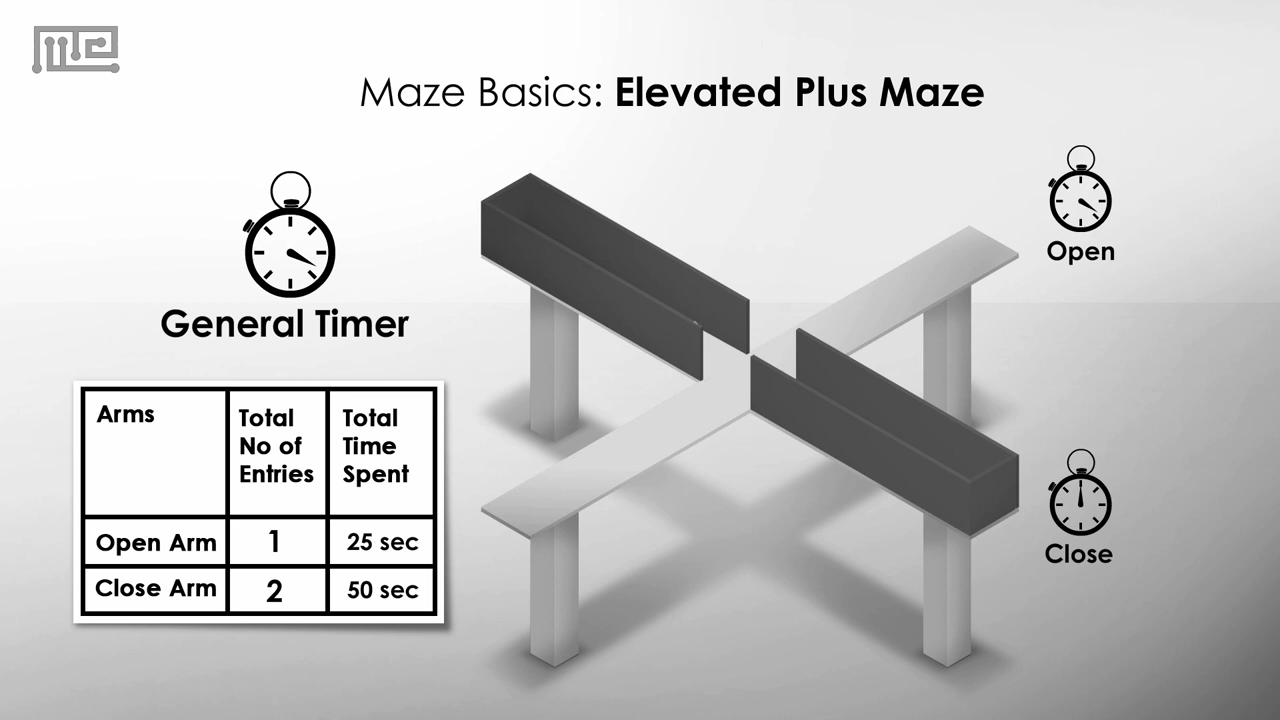 Maze Basics: Elevated Plus Maze
General Timer
Open
Arms
Total
No of
Entries
Total
Time
Spent
Open Arm 1 25 sec
Close Arm 2 50 sec
Close